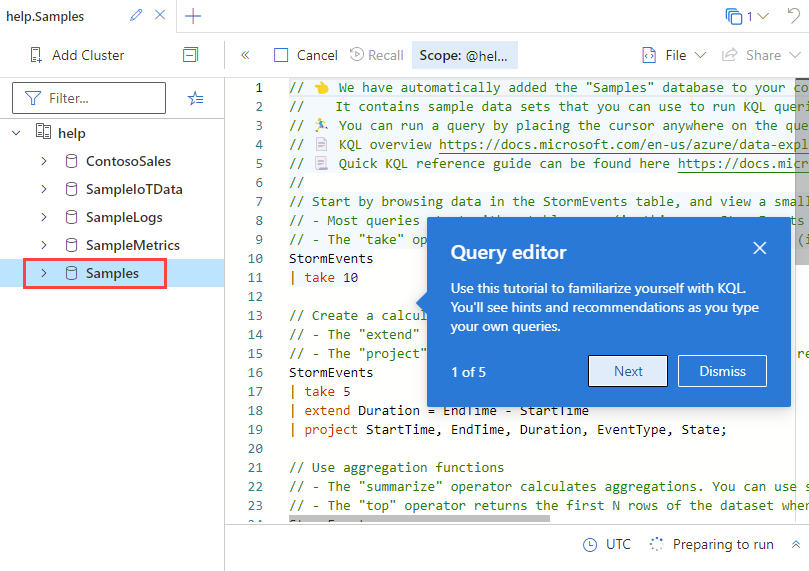 help.Samples
1
Add Cluster
Cancel
Recall
Scope: @hel...
File
Share
Filter...
help
ContosoSales
SampleIoTData
SampleLogs
SampleMetrics
Samples
1 // 👈 We have automatically added the "Samples" database to your co
2 // It contains sample data sets that you can use to run KQL queri
3 // 🏃 You can run a query by placing the cursor anywhere on the que
4 // 📄 KQL overview https://docs.microsoft.com/en-us/azure/data-expl
5 // 📃 Quick KQL reference guide can be found here https://docs.micr
6 //
7 // Start by browsing data in the StormEvents table, and view a smal
8 // - Most queries
9 // - The "take" op
10 StormEvents
11 | take 10
12
13 // Create a calcu
14 // - The "extend"
15 // - The "project" re
16 StormEvents
17 | take 5
18 | extend Duration = EndTime - StartTime
19 | project StartTime, EndTime, Duration, EventType, State;
20
21 // Use aggregation functions
22 // - The "summarize" operator calculates aggregations. You can use s
23 // - The "top" operator returns the first N rows of the dataset wher
Query editor
Use this tutorial to familiarize yourself with KQL.
You'll see hints and recommendations as you type
your own queries.
1 of 5
Next
Dismiss
UTC
Preparing to run